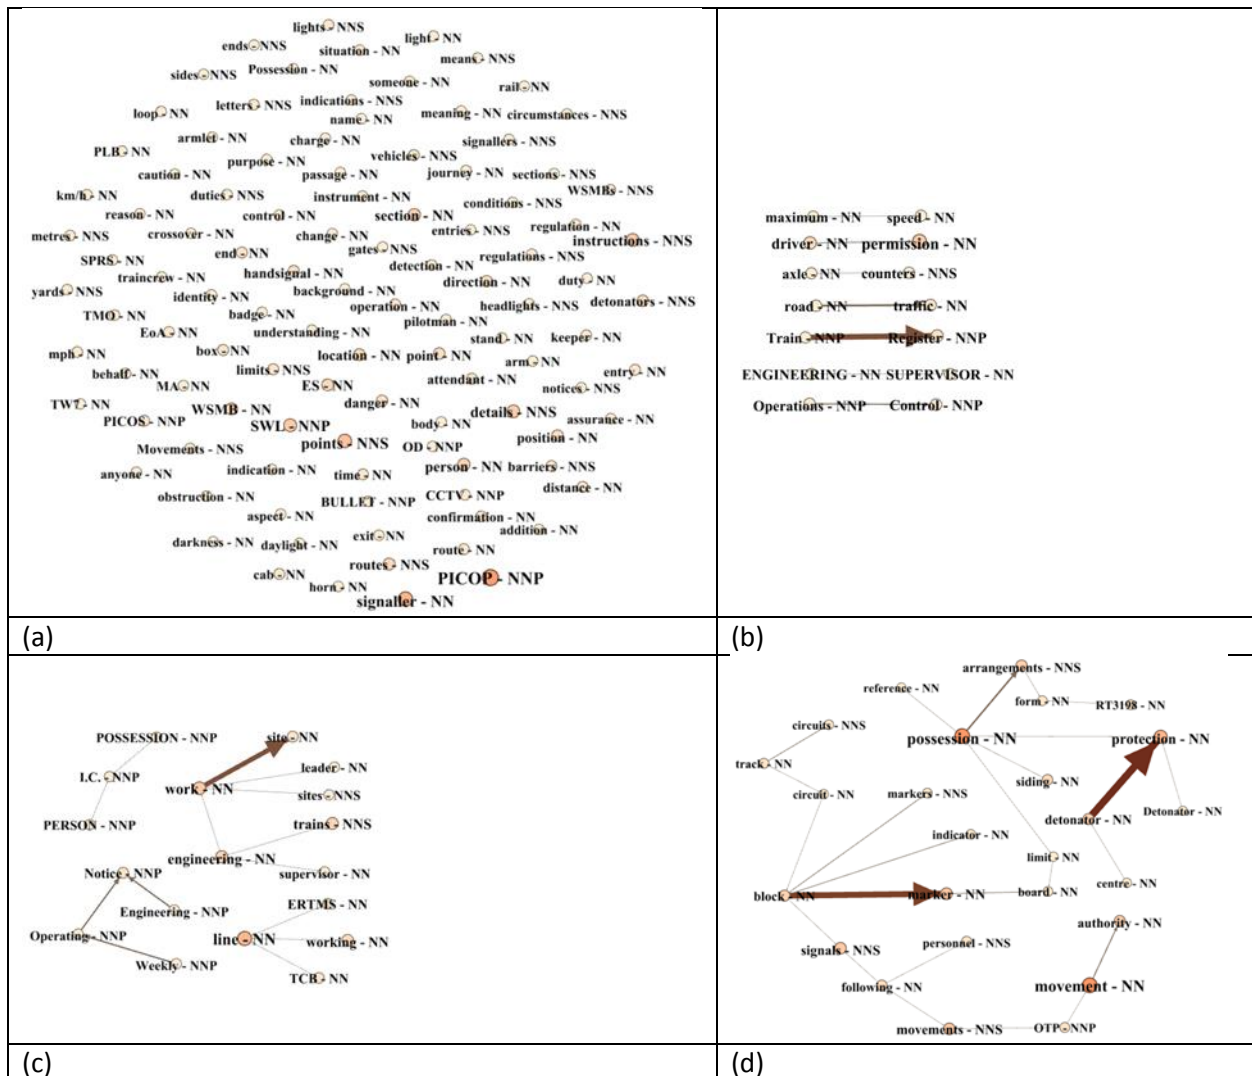 lights - NNS
light - NN
ends - NNS
situation - NN
means - NNS
sides - NNS
Possession - NN
someone - NN
rail - NN
loop - NN
letters - NNS
indications - NNS
name - NN
meaning - NN
circumstances - NNS
armlet - NN
charge - NN
signallers - NNS
PLB - NN
purpose - NN
vehicles - NNS
caution - NN
passage - NN
journey - NN
sections - NNS
WSMBs - NNS
km/h - NN
duties - NNS
instrument - NN
conditions - NNS
reason - NN
control - NN
section - NN
entries - NNS
regulation - NN
metres - NNS
crossover - NN
change - NN
gates - NNS
instructions - NNS
SPRS - NN
end - NN
detection - NN
regulations - NNS
traincrew - NN
handsignal - NN
direction - NN
duty - NN
yards - NNS
identity - NN
background - NN
operation - NN
headlights - NNS
detonators - NNS
TMO - NN
badge - NN
pilotman - NN
EoA - NN
understanding - NN
stand - NN
keeper - NN
mph - NN
box - NN
location - NN
point - NN
arm - NN
behalf - NN
limits - NNS
attendant - NN
entry - NN
MA - NN
ES - NN
notices - NNS
TW7 - NN
WSMB - NN
danger - NN
details - NNS
assurance - NN
PICOS - NNP
SWL - NNP
body - NN
position - NN
Movements - NNS
points - NNS
OD - NNP
anyone - NN
indication - NN
time - NN
person - NN
barriers - NNS
obstruction - NN
BULLET - NNP
CCTV - NNP
distance - NN
aspect - NN
confirmation - NN
addition - NN
darkness - NN
daylight - NN
exit - NN
route - NN
cab - NN
horn - NN
routes - NNS
PICOP - NNP
signaller - NN
(a)
maximum - NN
speed - NN
driver - NN
permission - NN
axle - NN
counters - NNS
road - NN
traffic - NN
Train - NNP
Register - NNP
ENGINEERING - NN
SUPERVISOR - NN
Operations - NNP
Control - NNP
(b)
POSSESSION - NNP
site - NN
I.C. - NNP
leader - NN
work - NN
sites - NNS
PERSON - NNP
trains - NNS
engineering - NN
Notice - NNP
supervisor - NN
Engineering - NNP
ERTMS - NN
Operating - NNP
line - NN
working - NN
Weekly - NNP
TCB - NN
(c)
arrangements - NNS
reference - NN
form - NN
RT3198 - NN
circuits - NNS
possession - NN
protection - NN
track - NN
siding - NN
circuit - NN
markers - NNS
Detonator - NN
detonator - NN
indicator - NN
limit - NN
block - NN
marker - NN
board - NN
centre - NN
authority - NN
signals - NNS
personnel - NNS
following - NN
movement - NN
movements - NNS
OTP - NNP
(d)